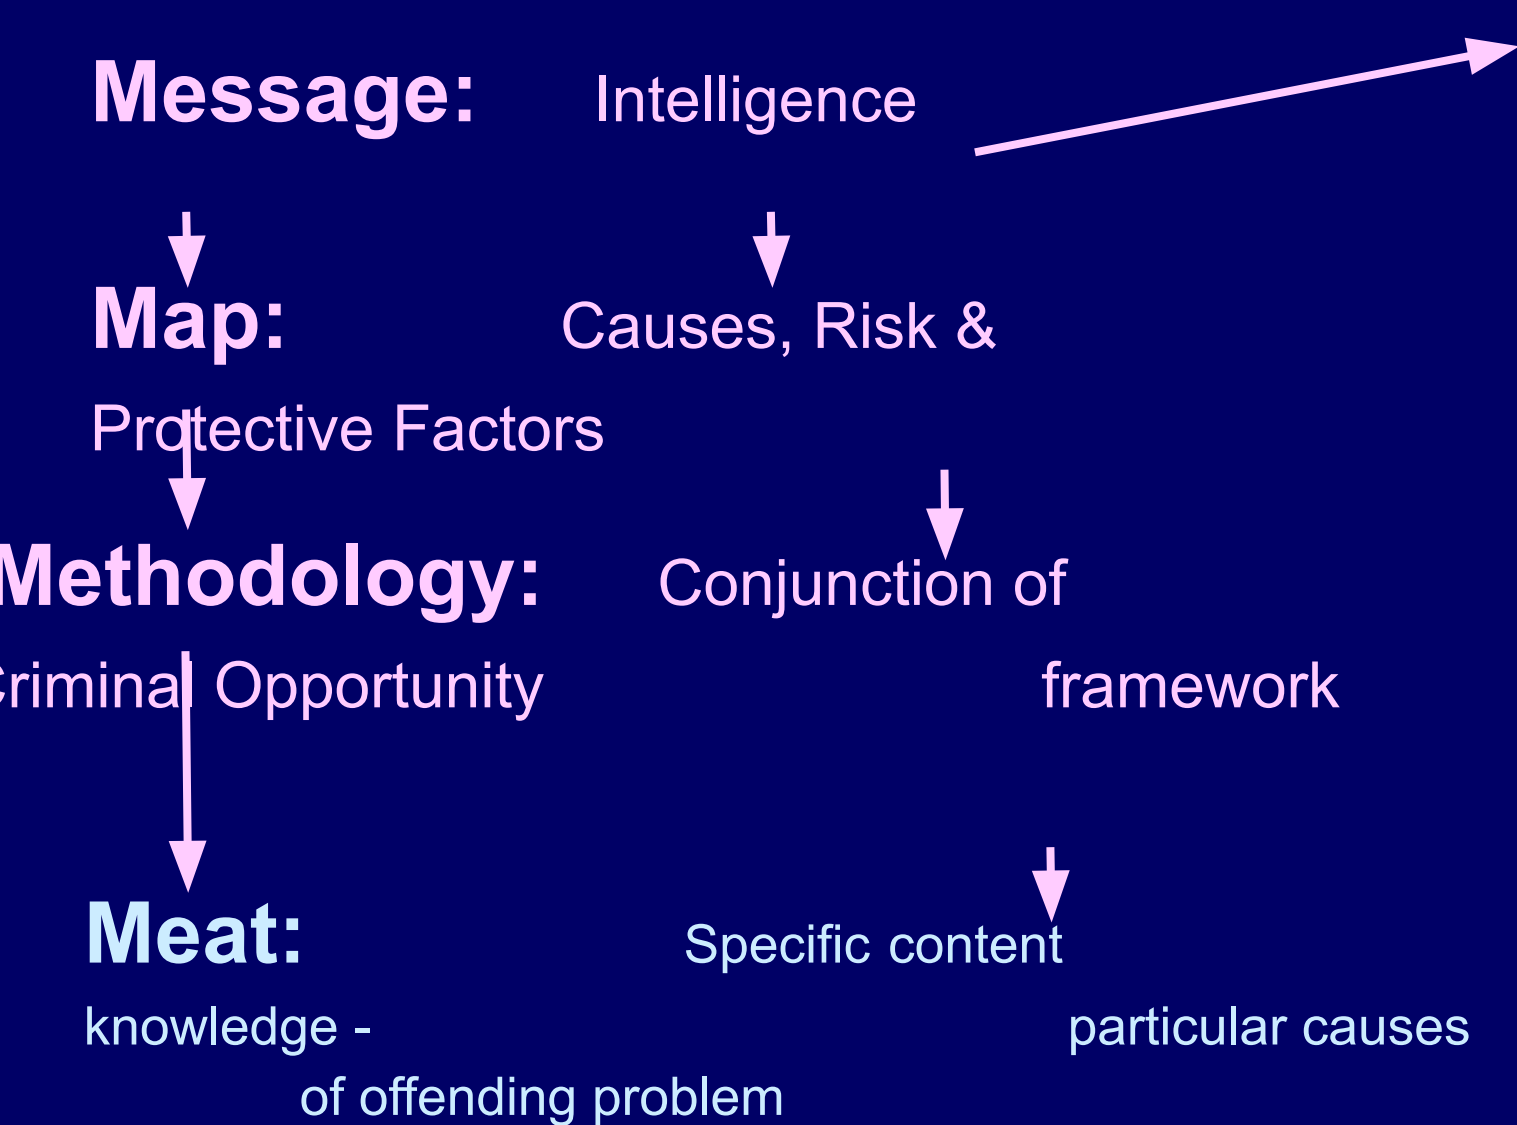 Message: Intelligence
Map: Causes, Risk &
Protective Factors
Methodology: Conjunction of
Criminal Opportunity framework
Meat: Specific content
knowledge - particular causes
of offending problem